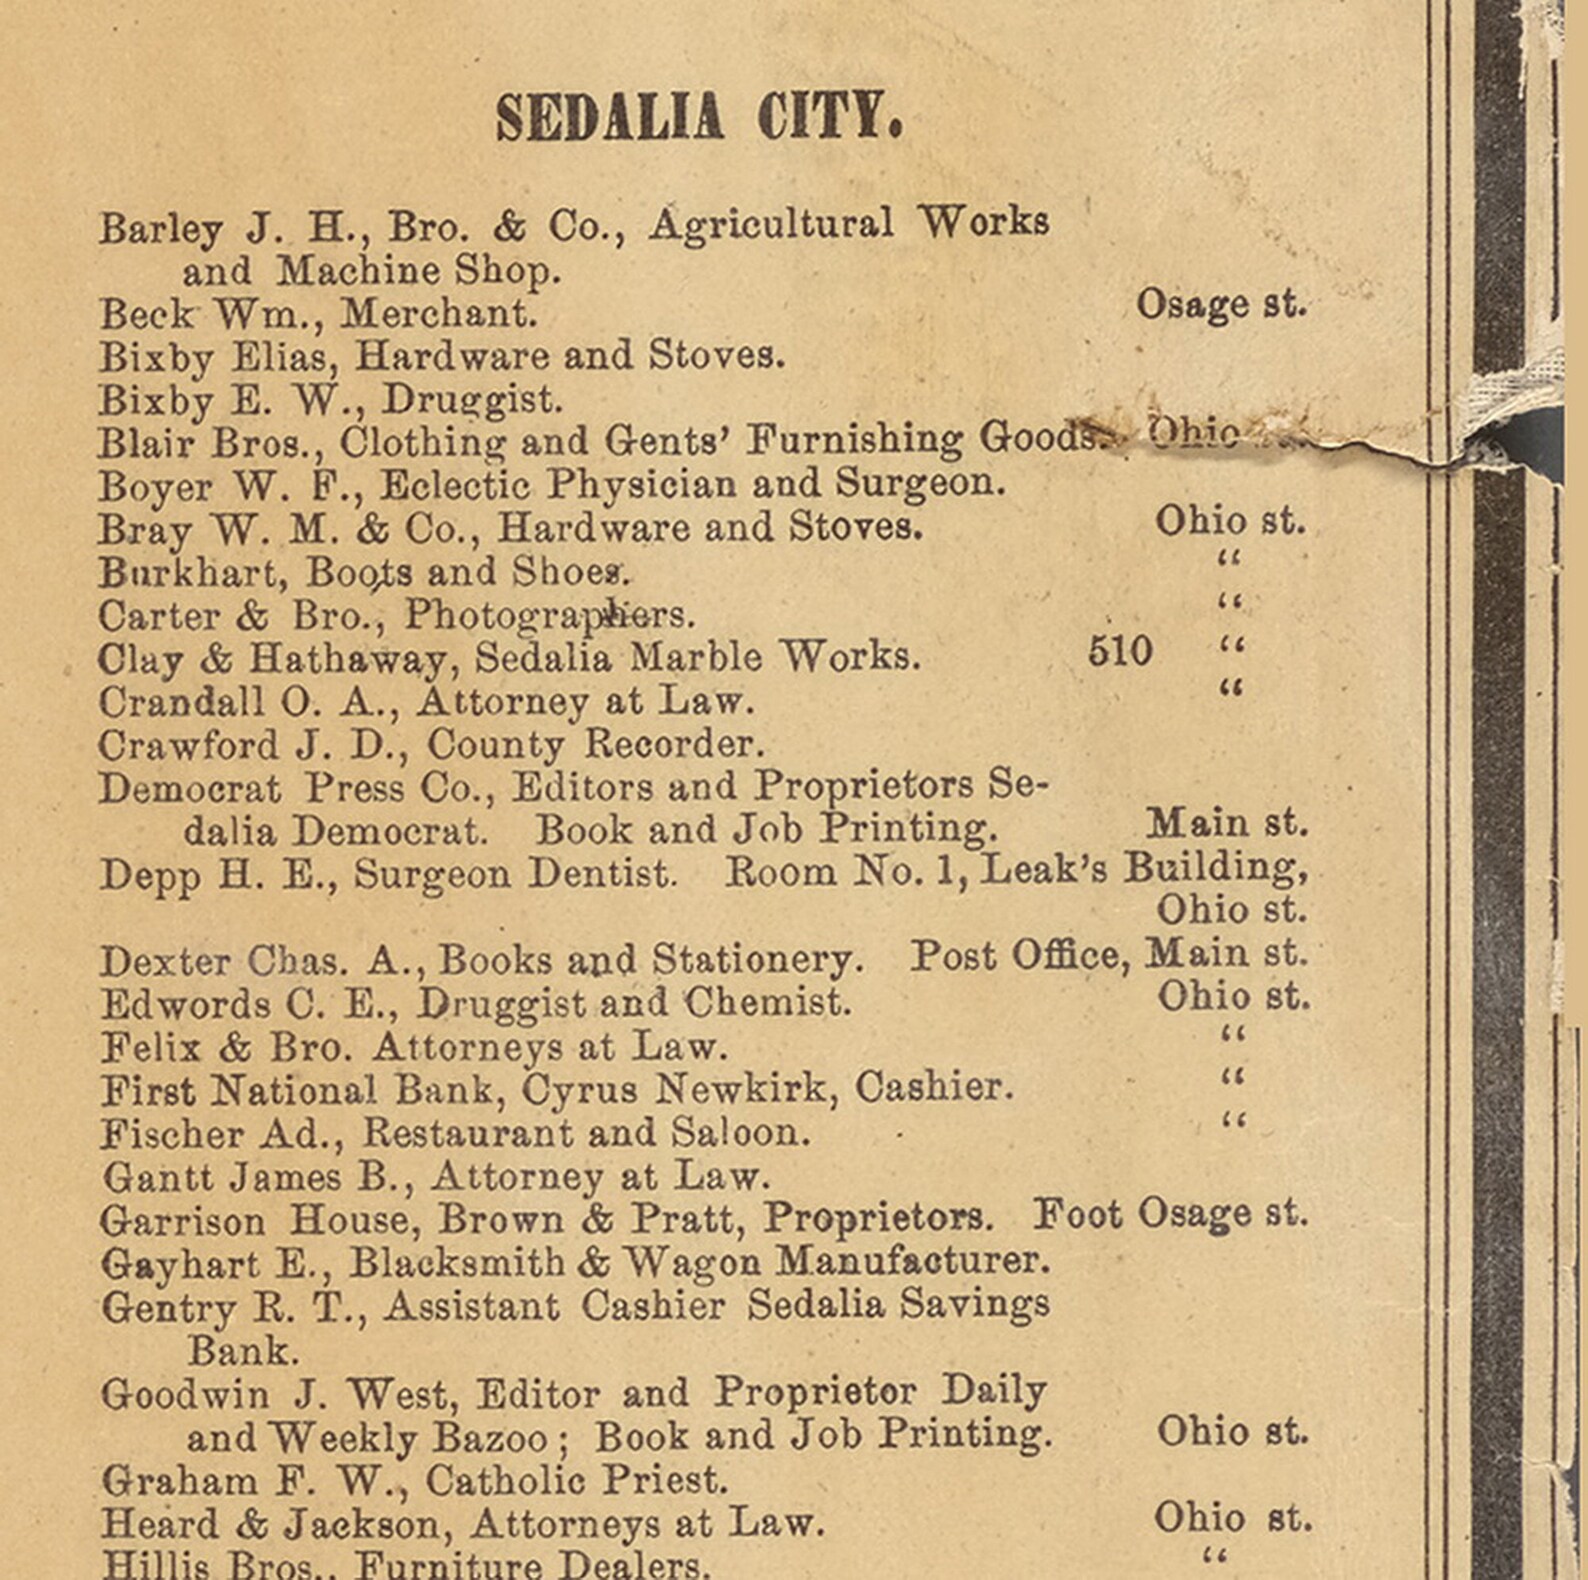 SEDALIA CITY.
Barley J. H., Bro. & Co., Agricultural Works
and Machine Shop.
Beck Wm., Merchant. Osage st.
Bixby Elias, Hardware and Stoves.
Bixby E. W., Druggist.
Blair Bros., Clothing and Gents' Furnishing Goods. Ohio
Boyer W. F., Eclectic Physician and Surgeon.
Bray W. M. & Co., Hardware and Stoves. Ohio st.
Burkhart, Boots and Shoes. “
Carter & Bro., Photographers. “
Clay & Hathaway, Sedalia Marble Works. 510 “
Crandall O. A., Attorney at Law. “
Crawford J. D., County Recorder.
Democrat Press Co., Editors and Proprietors Se-
dalia Democrat. Book and Job Printing. Main st.
Depp H. E., Surgeon Dentist. Room No. 1, Leak's Building,
Ohio st.
Dexter Chas. A., Books and Stationery. Post Office, Main st.
Edwords C. E., Druggist and Chemist. Ohio st.
Felix & Bro. Attorneys at Law. “
First National Bank, Cyrus Newkirk, Cashier. “
Fischer Ad., Restaurant and Saloon. “
Gantt James B., Attorney at Law.
Garrison House, Brown & Pratt, Proprietors. Foot Osage st.
Gayhart E., Blacksmith & Wagon Manufacturer.
Gentry R. T., Assistant Cashier Sedalia Savings
Bank.
Goodwin J. West, Editor and Proprietor Daily
and Weekly Bazoo ; Book and Job Printing. Ohio st.
Graham F. W., Catholic Priest.
Heard & Jackson, Attorneys at Law. Ohio st.
Hillis Bros., Furniture Dealers. “